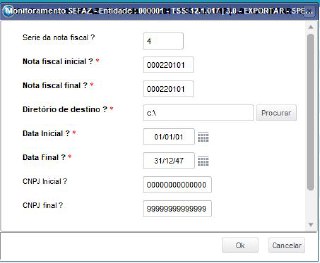 Monitoramento SEFAZ - Entidade : 000001 - TSS: 12.1.017 | 3.0 - EXPORTAR - SPE
Serie da nota fiscal ? 4
Nota fiscal inicial ? * 000220101
Nota fiscal final ? * 000220101
Diretório de destino ? * c:\ Procurar
Data Inicial ? * 01/01/01
Data Final ? * 31/12/47
CNPJ Inicial ? 00000000000000
CNPJ final ? 99999999999999
Ok Cancelar